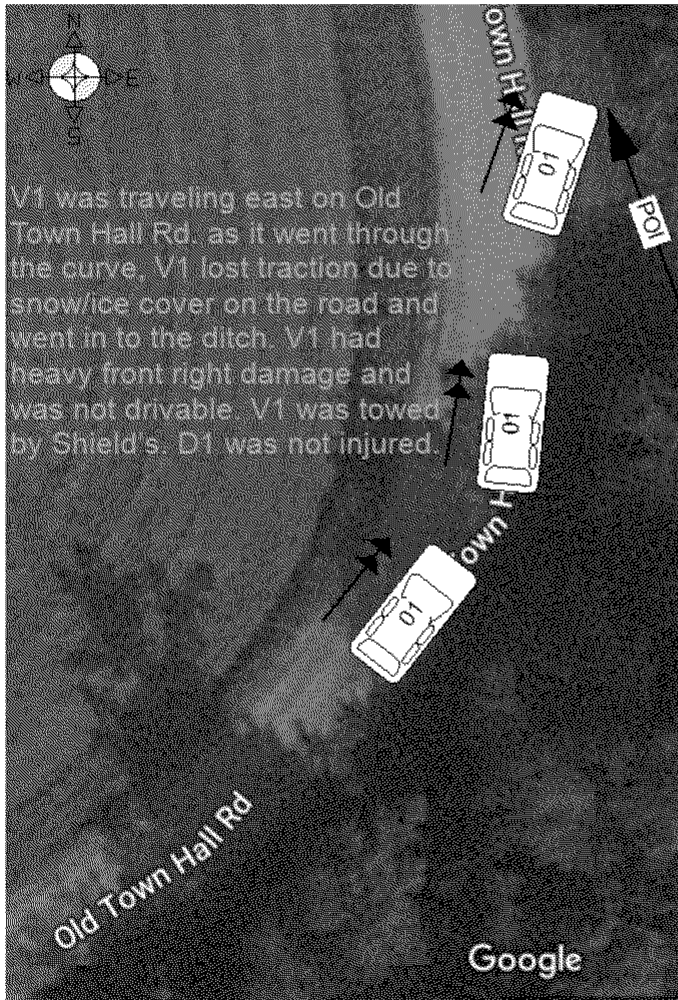 N
W
E
S
own Hall R
V1 was traveling east on Old
Town Hall Rd. as it went through
the curve, V1 lost traction due to
snow/ice cover on the road and
went in to the ditch. V1 had
heavy front right damage and
was not drivable. V1 was towed
by Shield's. D1 was not injured.
01
POI
01
Town H
01
Old Town Hall Rd
Google